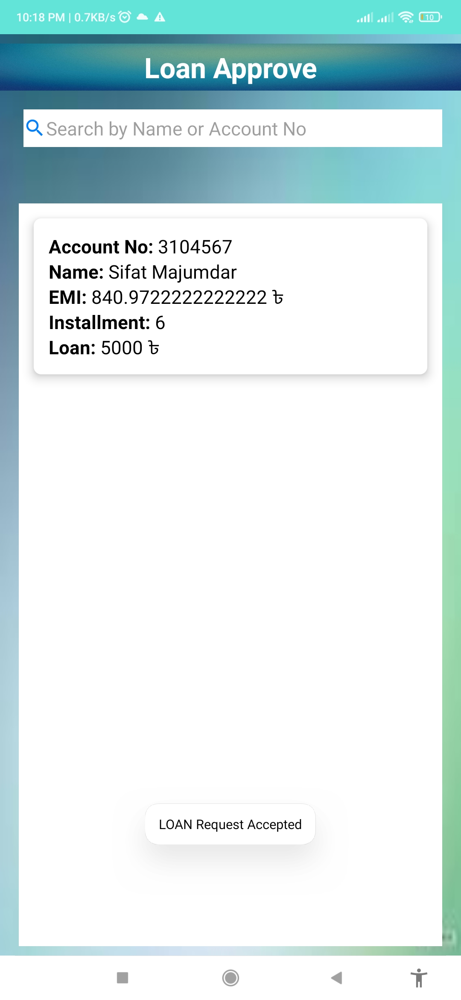 10:18 PM | 0.7KB/s
10
Loan Approve
Search by Name or Account No
Account No: 3104567
Name: Sifat Majumdar
EMI: 840.9722222222222 ৳
Installment: 6
Loan: 5000 ৳
LOAN Request Accepted